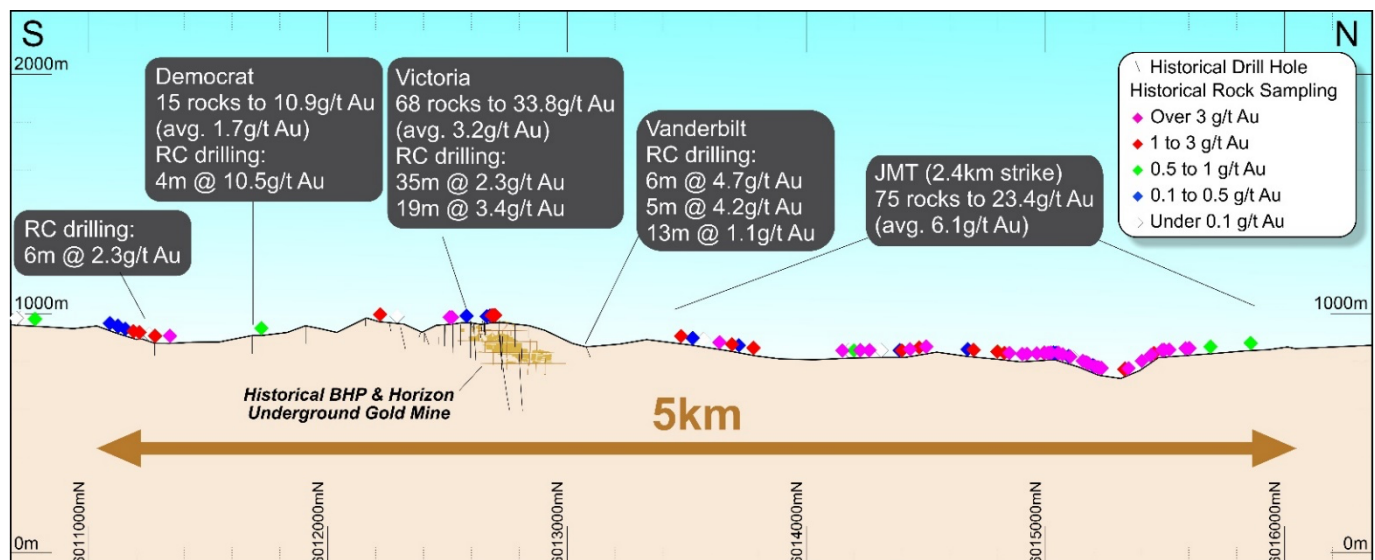 S
N
2000m
2000m
Democrat
15 rocks to 10.9g/t Au
(avg. 1.7g/t Au)
RC drilling:
4m @ 10.5g/t Au
Victoria
68 rocks to 33.8g/t Au
(avg. 3.2g/t Au)
RC drilling:
35m @ 2.3g/t Au
19m @ 3.4g/t Au
Vanderbilt
RC drilling:
6m @ 4.7g/t Au
5m @ 4.2g/t Au
13m @ 1.1g/t Au
JMT (2.4km strike)
75 rocks to 23.4g/t Au
(avg. 6.1g/t Au)
Historical Drill Hole
Historical Rock Sampling
Over 3 g/t Au
1 to 3 g/t Au
0.5 to 1 g/t Au
0.1 to 0.5 g/t Au
Under 0.1 g/t Au
RC drilling:
6m @ 2.3g/t Au
1000m
1000m
Historical BHP & Horizon
Underground Gold Mine
5km
6011000mN
6012000mN
6013000mN
6014000mN
6015000mN
6016000mN
0m
0m